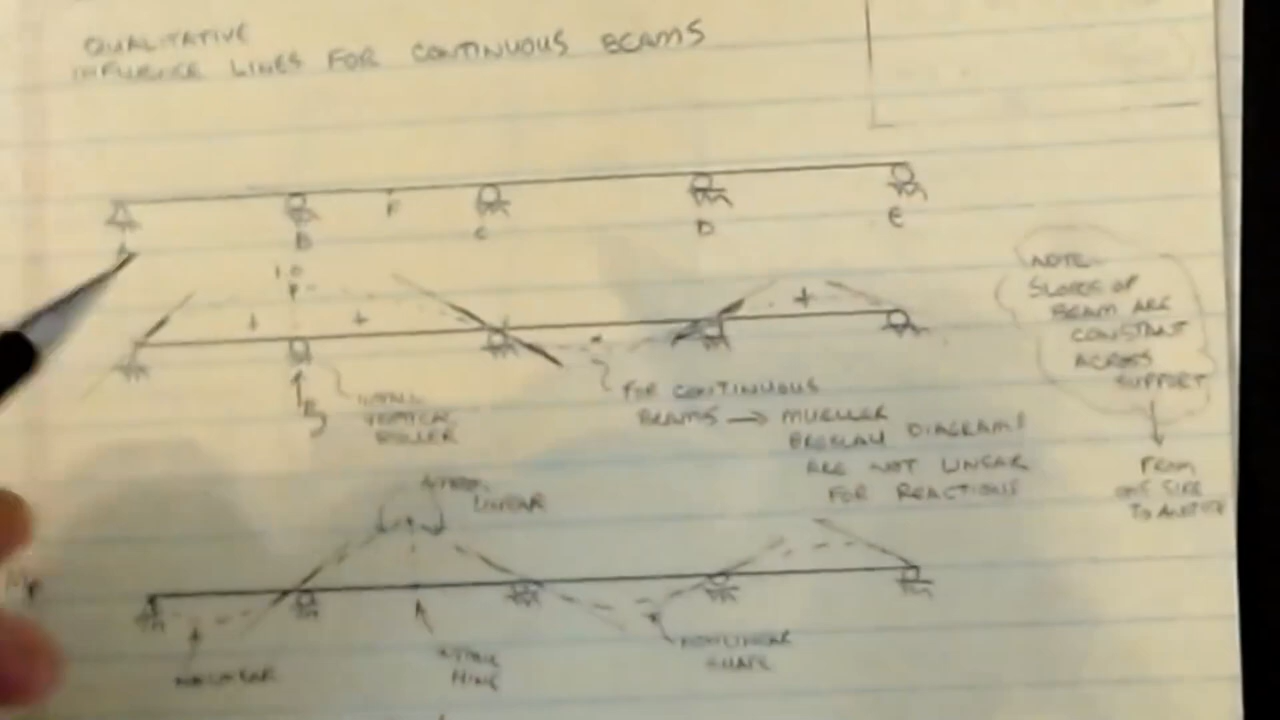 QUALITATIVE
INFLUENCE LINES FOR CONTINUOUS BEAMS
A
B
F
C
D
E
1.0
+
+
-
+
B
INSTALL
VERTICAL
ROLLER
FOR CONTINUOUS
BEAMS → MUELLER
BRESLAU DIAGRAMS
ARE NOT LINEAR
FOR REACTIONS
NOTE
SLOPES OF
BEAM ARE
CONSTANT
ACROSS
SUPPORT
FROM
ONE SIDE
TO ANOTHER
LINEAR
HINGE
NONLINEAR
SHAPE